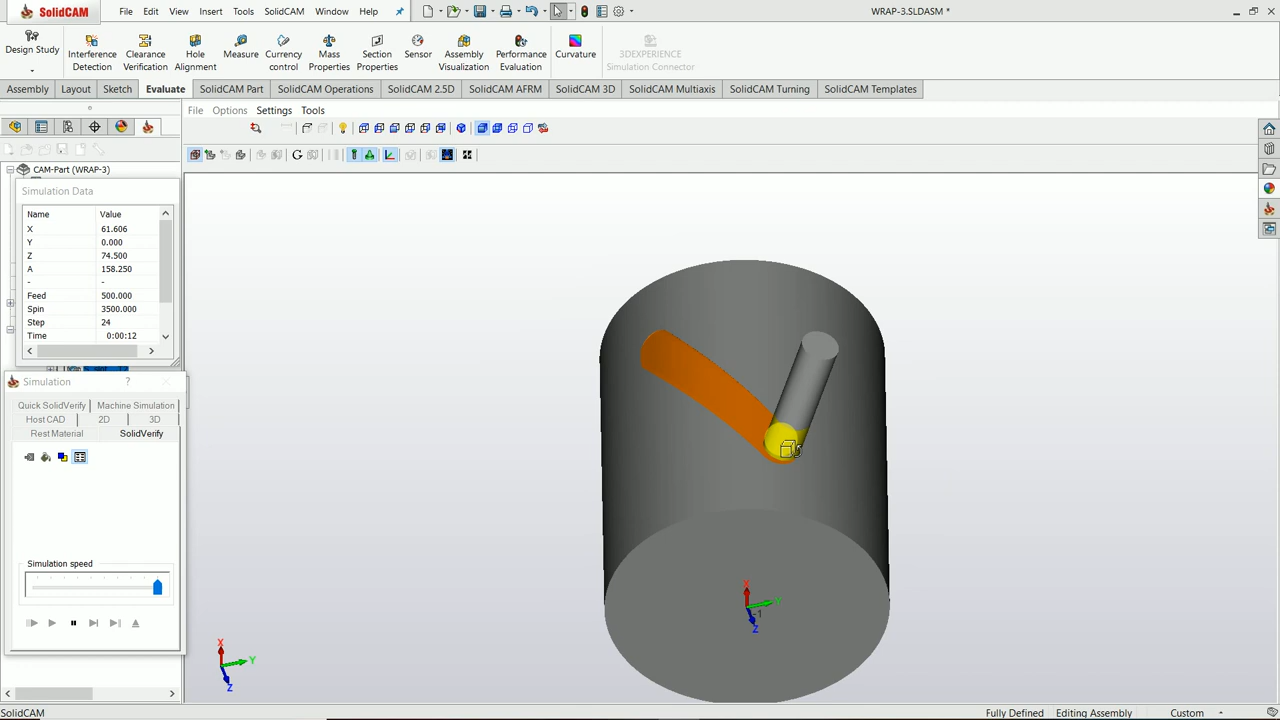 SolidCAM File Edit View Insert Tools SolidCAM Window Help WRAP-3.SLDASM *
Design Study
Interference Detection
Clearance Verification
Hole Alignment
Measure
Currency control
Mass Properties
Section Properties
Sensor
Assembly Visualization
Performance Evaluation
Curvature
3DEXPERIENCE Simulation Connector
Assembly Layout Sketch Evaluate SolidCAM Part SolidCAM Operations SolidCAM 2.5D SolidCAM AFRM SolidCAM 3D SolidCAM Multiaxis SolidCAM Turning SolidCAM Templates
File Options Settings Tools
CAM-Part (WRAP-3)
Simulation Data
Name Value
X 61.606
Y 0.000
Z 74.500
A 158.250
- -
Feed 500.000
Spin 3500.000
Step 24
Time 0:00:12
Simulation ?
Quick SolidVerify Machine Simulation
Host CAD 2D 3D
Rest Material SolidVerify
Simulation speed
X
Y
-1
Z
X
Y
Z
SolidCAM Fully Defined Editing Assembly Custom -